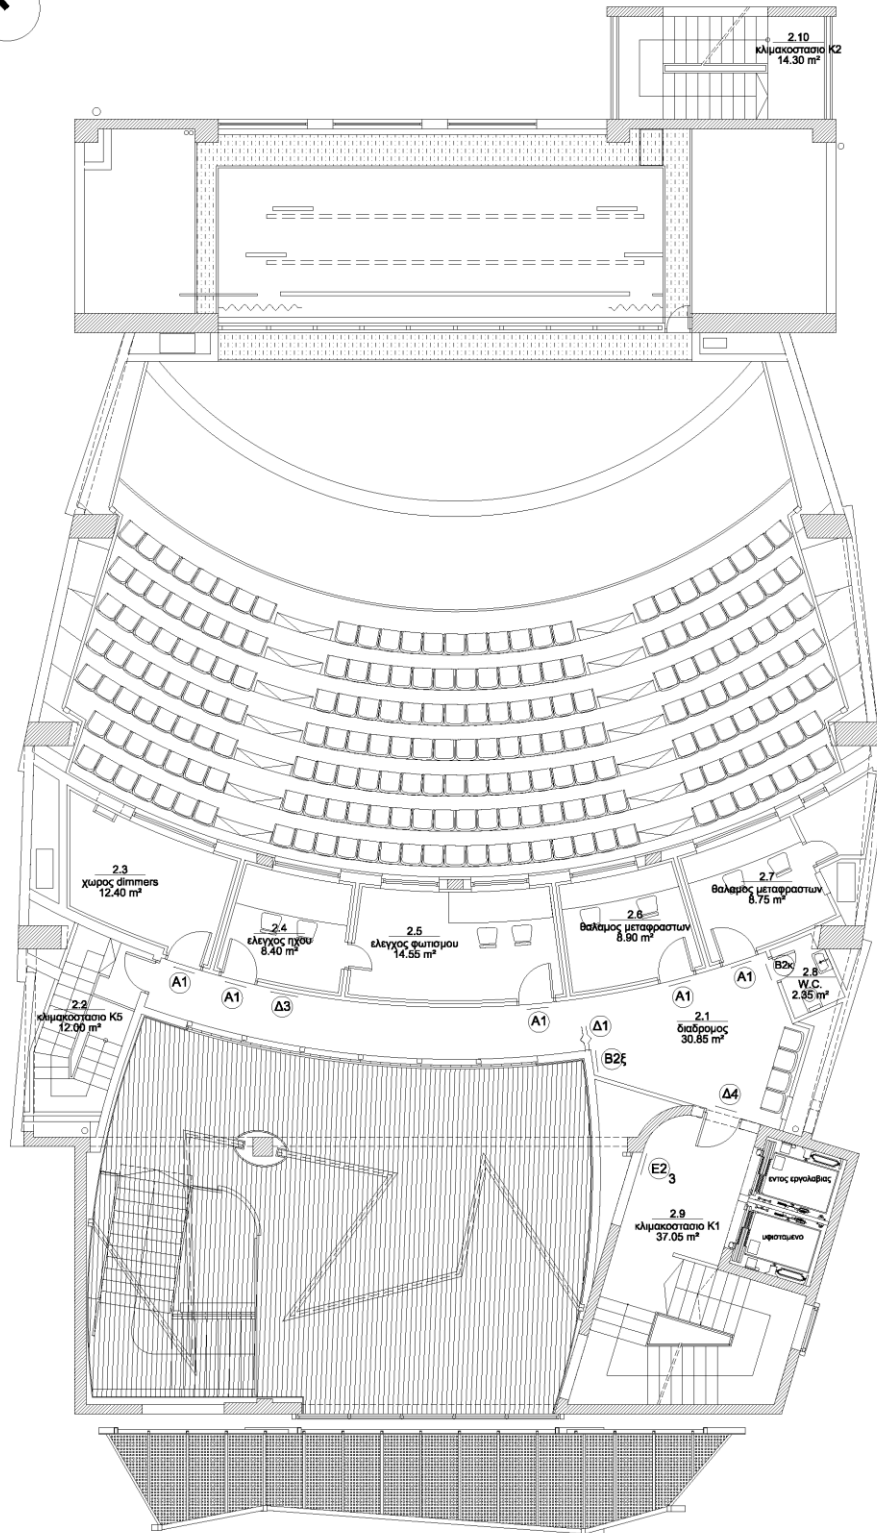 2.10
κλιμακοστασιο Κ2
14.30 m²
2.3
χωρος dimmers
12.40 m²
2.4
ελεγχος ηχου
8.40 m²
2.5
ελεγχος φωτισμου
14.55 m²
2.6
θαλαμος μεταφραστων
8.90 m²
2.7
θαλαμος μεταφραστων
8.75 m²
2.8
W.C.
2.35 m²
B2κ
A1
A1
Δ3
A1
A1
A1
2.2
κλιμακοστασιο Κ5
12.00 m²
2.1
διαδρομος
30.85 m²
Δ1
B2ξ
Δ4
E2
3
2.9
κλιμακοστασιο Κ1
37.05 m²
εντος εργολαβιας
υφισταμενο